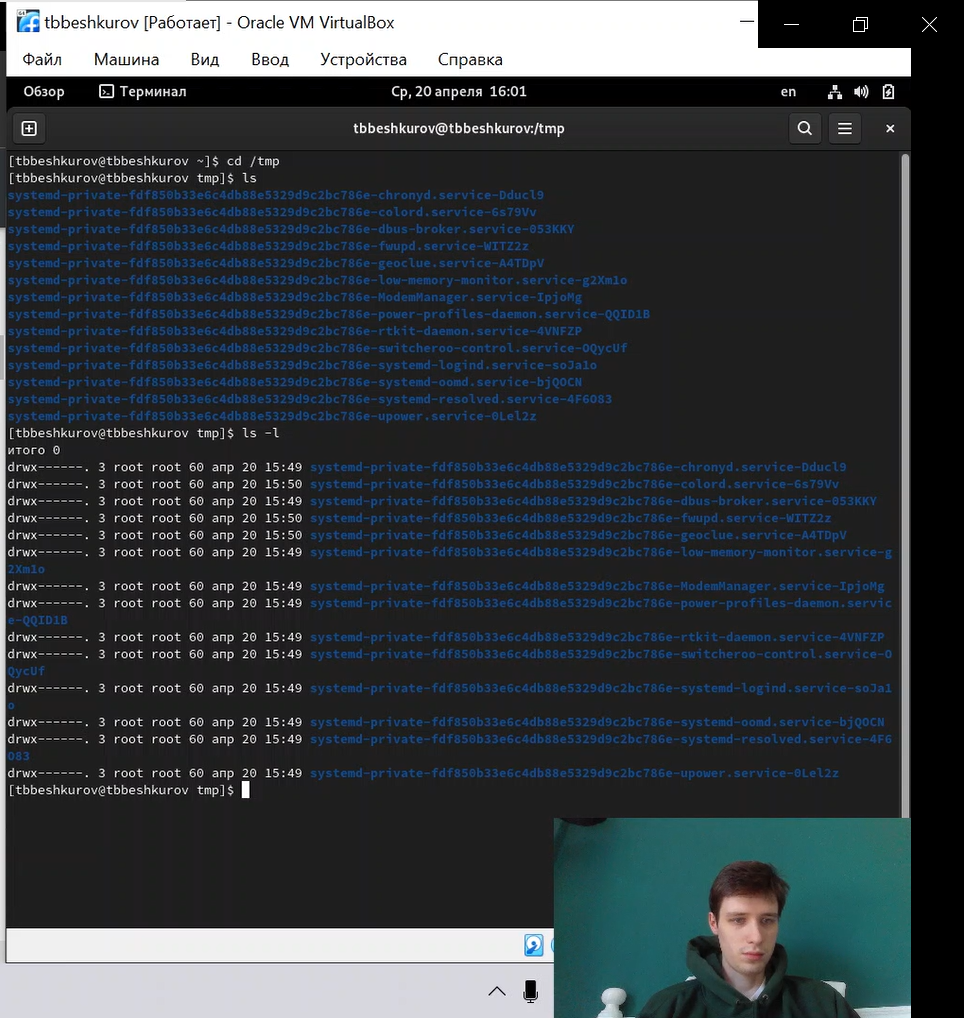 tbbeshkurov [Работает] - Oracle VM VirtualBox
Файл Машина Вид Ввод Устройства Справка
Обзор Терминал Ср, 20 апреля 16:01 en
tbbeshkurov@tbbeshkurov:/tmp
[tbbeshkurov@tbbeshkurov ~]$ cd /tmp
[tbbeshkurov@tbbeshkurov tmp]$ ls
systemd-private-fdf850b33e6c4db88e5329d9c2bc786e-chronyd.service-Dducl9
systemd-private-fdf850b33e6c4db88e5329d9c2bc786e-colord.service-6s79Vv
systemd-private-fdf850b33e6c4db88e5329d9c2bc786e-dbus-broker.service-053KKY
systemd-private-fdf850b33e6c4db88e5329d9c2bc786e-fwupd.service-WITZ2z
systemd-private-fdf850b33e6c4db88e5329d9c2bc786e-geoclue.service-A4TDpV
systemd-private-fdf850b33e6c4db88e5329d9c2bc786e-low-memory-monitor.service-g2Xm1o
systemd-private-fdf850b33e6c4db88e5329d9c2bc786e-ModemManager.service-IpjoMg
systemd-private-fdf850b33e6c4db88e5329d9c2bc786e-power-profiles-daemon.service-QQID1B
systemd-private-fdf850b33e6c4db88e5329d9c2bc786e-rtkit-daemon.service-4VNFZP
systemd-private-fdf850b33e6c4db88e5329d9c2bc786e-switcheroo-control.service-OQycUf
systemd-private-fdf850b33e6c4db88e5329d9c2bc786e-systemd-logind.service-soJa1o
systemd-private-fdf850b33e6c4db88e5329d9c2bc786e-systemd-oomd.service-bjQOCN
systemd-private-fdf850b33e6c4db88e5329d9c2bc786e-systemd-resolved.service-4F6O83
systemd-private-fdf850b33e6c4db88e5329d9c2bc786e-upower.service-0Lel2z
[tbbeshkurov@tbbeshkurov tmp]$ ls -l
итого 0
drwx------. 3 root root 60 апр 20 15:49 systemd-private-fdf850b33e6c4db88e5329d9c2bc786e-chronyd.service-Dducl9
drwx------. 3 root root 60 апр 20 15:50 systemd-private-fdf850b33e6c4db88e5329d9c2bc786e-colord.service-6s79Vv
drwx------. 3 root root 60 апр 20 15:49 systemd-private-fdf850b33e6c4db88e5329d9c2bc786e-dbus-broker.service-053KKY
drwx------. 3 root root 60 апр 20 15:50 systemd-private-fdf850b33e6c4db88e5329d9c2bc786e-fwupd.service-WITZ2z
drwx------. 3 root root 60 апр 20 15:50 systemd-private-fdf850b33e6c4db88e5329d9c2bc786e-geoclue.service-A4TDpV
drwx------. 3 root root 60 апр 20 15:49 systemd-private-fdf850b33e6c4db88e5329d9c2bc786e-low-memory-monitor.service-g
2Xm1o
drwx------. 3 root root 60 апр 20 15:49 systemd-private-fdf850b33e6c4db88e5329d9c2bc786e-ModemManager.service-IpjoMg
drwx------. 3 root root 60 апр 20 15:49 systemd-private-fdf850b33e6c4db88e5329d9c2bc786e-power-profiles-daemon.servic
e-QQID1B
drwx------. 3 root root 60 апр 20 15:49 systemd-private-fdf850b33e6c4db88e5329d9c2bc786e-rtkit-daemon.service-4VNFZP
drwx------. 3 root root 60 апр 20 15:49 systemd-private-fdf850b33e6c4db88e5329d9c2bc786e-switcheroo-control.service-O
QycUf
drwx------. 3 root root 60 апр 20 15:49 systemd-private-fdf850b33e6c4db88e5329d9c2bc786e-systemd-logind.service-soJa1
o
drwx------. 3 root root 60 апр 20 15:49 systemd-private-fdf850b33e6c4db88e5329d9c2bc786e-systemd-oomd.service-bjQOCN
drwx------. 3 root root 60 апр 20 15:49 systemd-private-fdf850b33e6c4db88e5329d9c2bc786e-systemd-resolved.service-4F6
O83
drwx------. 3 root root 60 апр 20 15:49 systemd-private-fdf850b33e6c4db88e5329d9c2bc786e-upower.service-0Lel2z
[tbbeshkurov@tbbeshkurov tmp]$